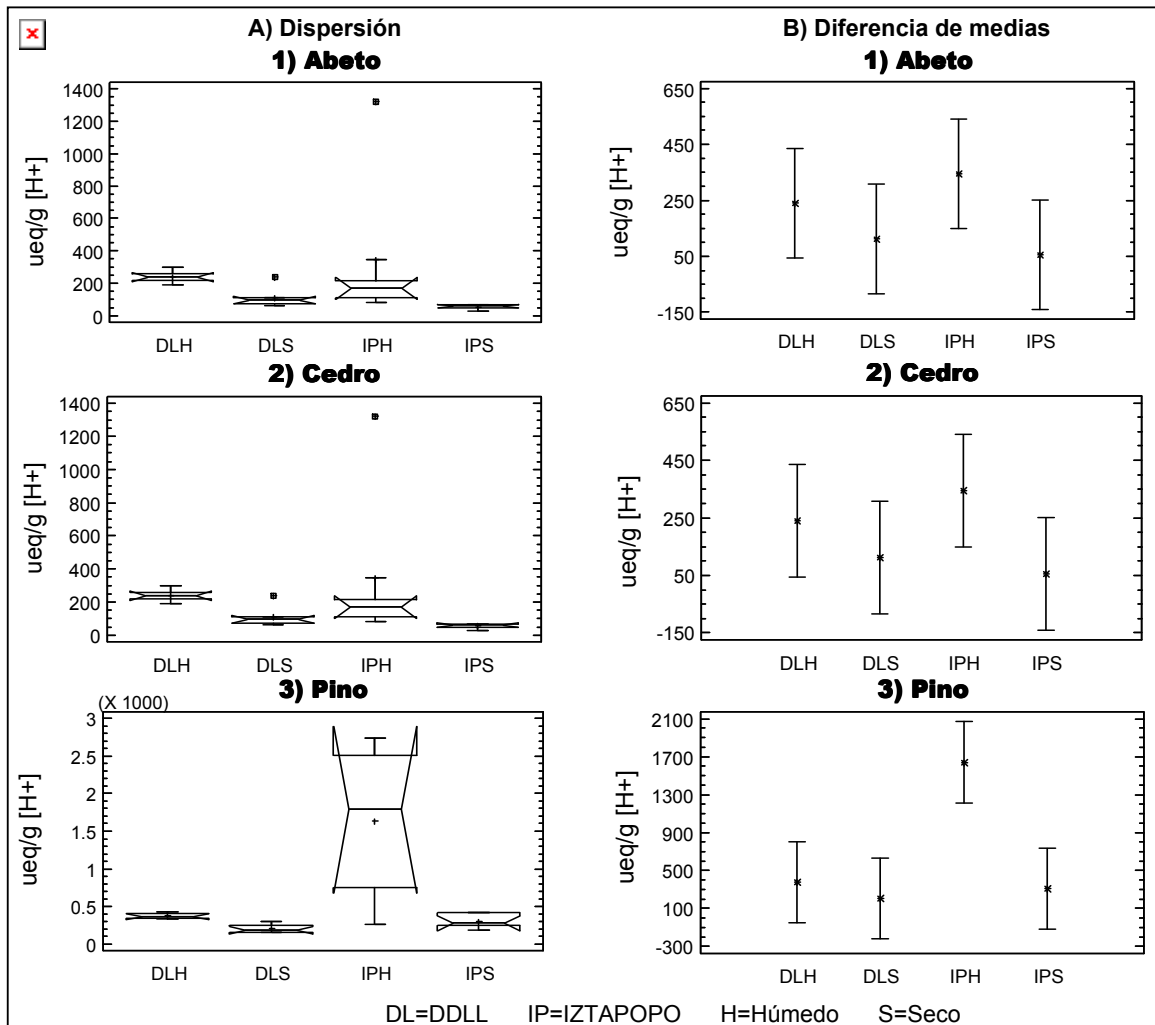 A) Dispersión
B) Diferencia de medias
1) Abeto
ueq/g [H+]
1400
1200
1000
800
600
400
200
0
DLH DLS IPH IPS
1) Abeto
ueq/g [H+]
650
450
250
50
-150
DLH DLS IPH IPS
2) Cedro
ueq/g [H+]
1400
1200
1000
800
600
400
200
0
DLH DLS IPH IPS
2) Cedro
ueq/g [H+]
650
450
250
50
-150
DLH DLS IPH IPS
3) Pino
(X 1000)
ueq/g [H+]
3
2.5
2
1.5
1
0.5
0
DLH DLS IPH IPS
3) Pino
ueq/g [H+]
2100
1700
1300
900
500
100
-300
DLH DLS IPH IPS
DL=DDLL IP=IZTAPOPO H=Húmedo S=Seco